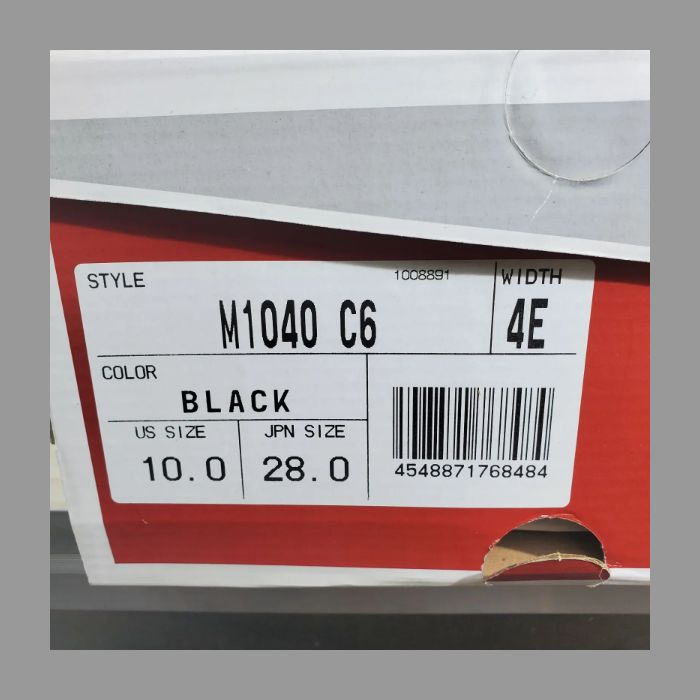 STYLE 1008891 WIDTH
M1040 C6 4E
COLOR
BLACK
US SIZE JPN SIZE
10.0 28.0
4548871768484